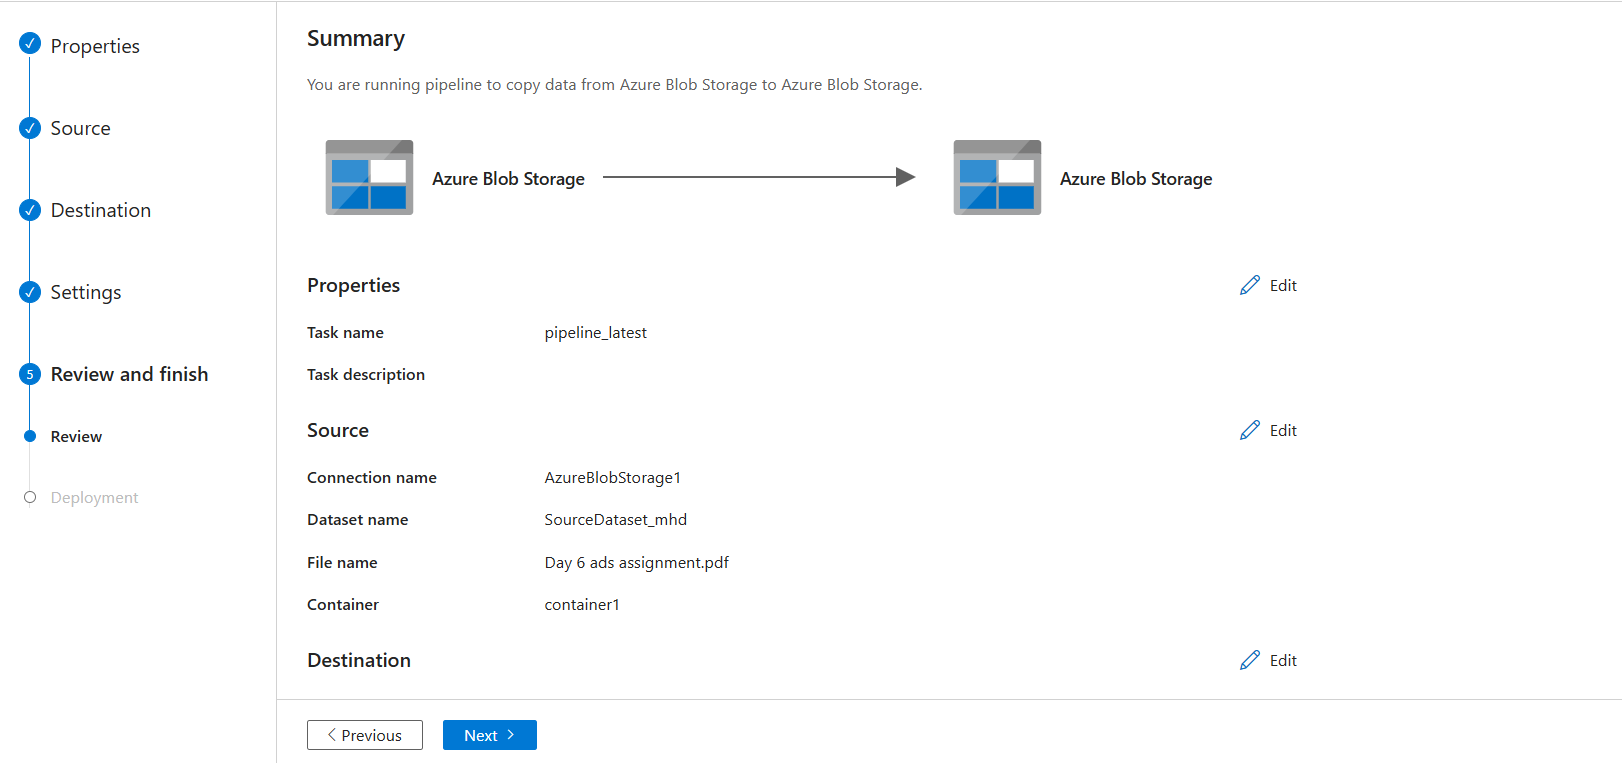 Properties
Source
Destination
Settings
5 Review and finish
Review
Deployment
Summary
You are running pipeline to copy data from Azure Blob Storage to Azure Blob Storage.
Azure Blob Storage Azure Blob Storage
Properties Edit
Task name pipeline_latest
Task description
Source Edit
Connection name AzureBlobStorage1
Dataset name SourceDataset_mhd
File name Day 6 ads assignment.pdf
Container container1
Destination Edit
Previous Next